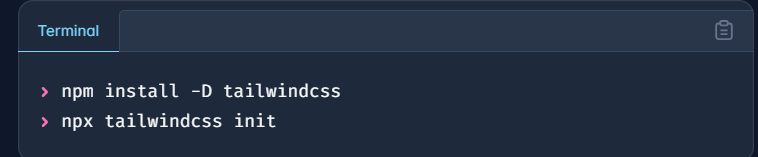 Terminal
> npm install -D tailwindcss
> npx tailwindcss init